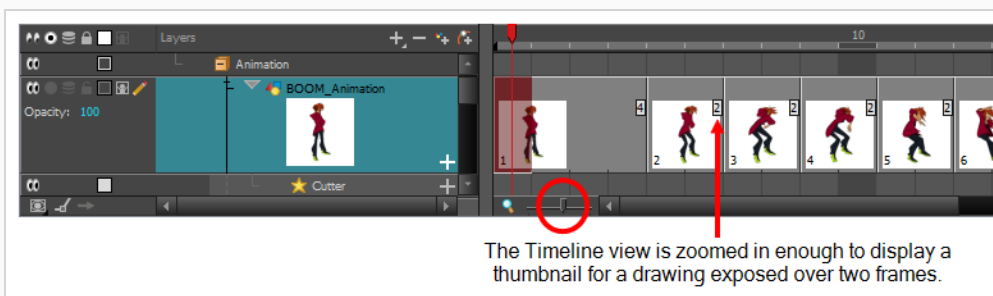 Layers
10
Animation
BOOM_Animation
Opacity: 100
4 2 2 2 2
1 2 3 4 5 6
Cutter
The Timeline view is zoomed in enough to display a
thumbnail for a drawing exposed over two frames.